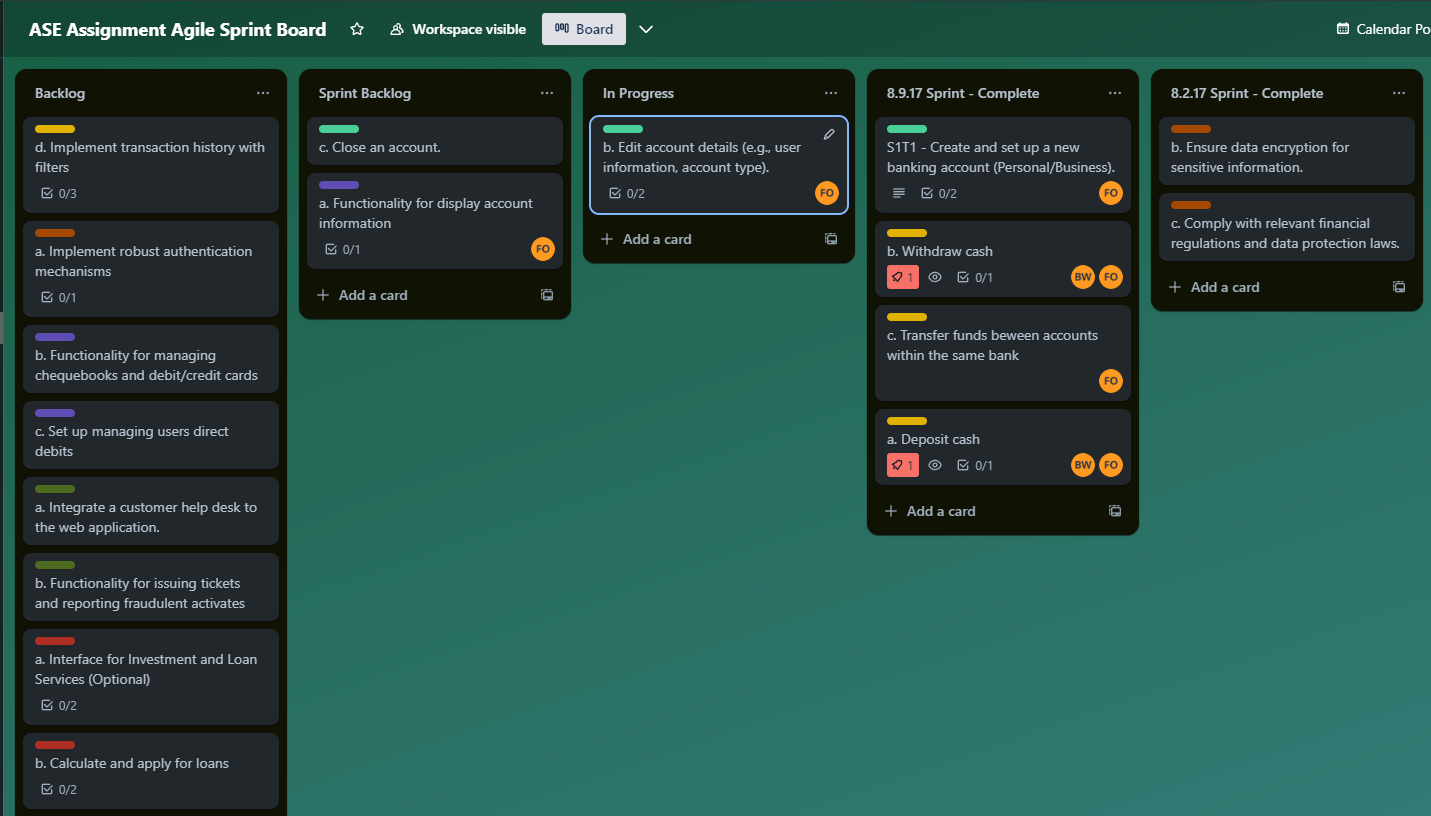 ASE Assignment Agile Sprint Board
Workspace visible
Board
Calendar Po
Backlog
d. Implement transaction history with
filters
0/3
a. Implement robust authentication
mechanisms
0/1
b. Functionality for managing
chequebooks and debit/credit cards
c. Set up managing users direct
debits
a. Integrate a customer help desk to
the web application.
b. Functionality for issuing tickets
and reporting fraudulent activates
a. Interface for Investment and Loan
Services (Optional)
0/2
b. Calculate and apply for loans
0/2
Sprint Backlog
c. Close an account.
a. Functionality for display account
information
0/1
FO
Add a card
In Progress
b. Edit account details (e.g., user
information, account type).
0/2
FO
Add a card
8.9.17 Sprint - Complete
S1T1 - Create and set up a new
banking account (Personal/Business).
0/2
FO
b. Withdraw cash
1
0/1
BW FO
c. Transfer funds beween accounts
within the same bank
FO
a. Deposit cash
1
0/1
BW FO
Add a card
8.2.17 Sprint - Complete
b. Ensure data encryption for
sensitive information.
c. Comply with relevant financial
regulations and data protection laws.
Add a card